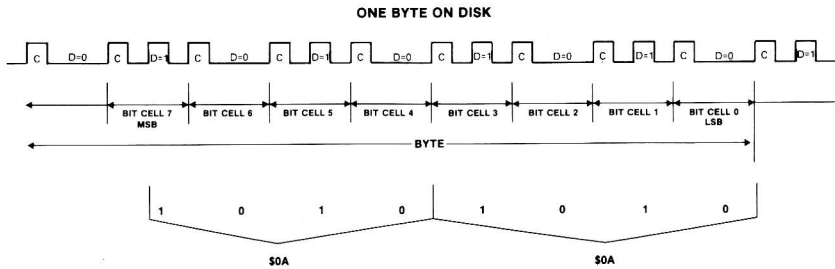 ONE BYTE ON DISK
C D=0 C D=1 C D=0 C D=1 C D=0 C D=1 C D=0 C D=1 C D=0 C D=1
BIT CELL 7 BIT CELL 6 BIT CELL 5 BIT CELL 4 BIT CELL 3 BIT CELL 2 BIT CELL 1 BIT CELL 0
MSB LSB
BYTE
1 0 1 0 1 0 1 0
$0A $0A